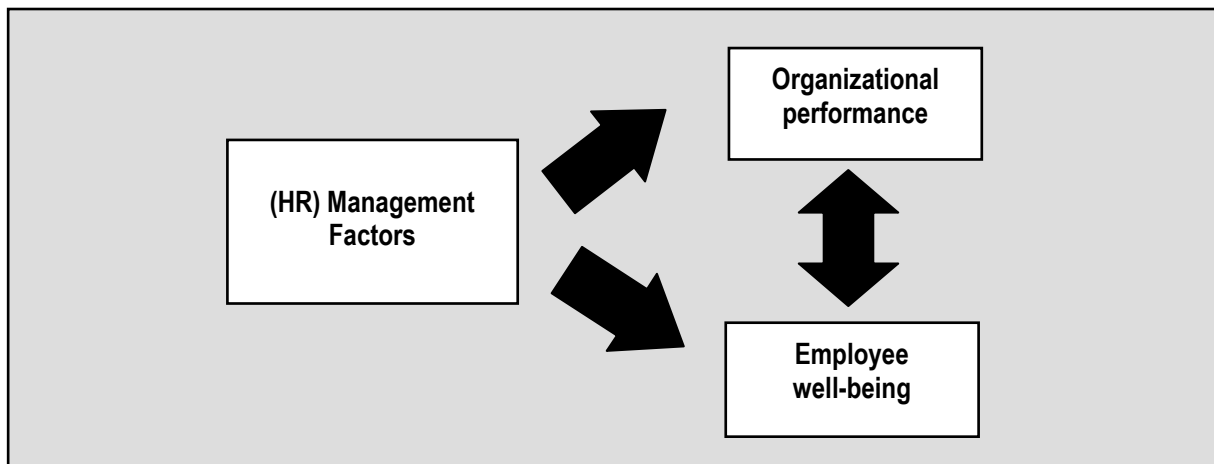 Organizational
performance
(HR) Management
Factors
Employee
well-being